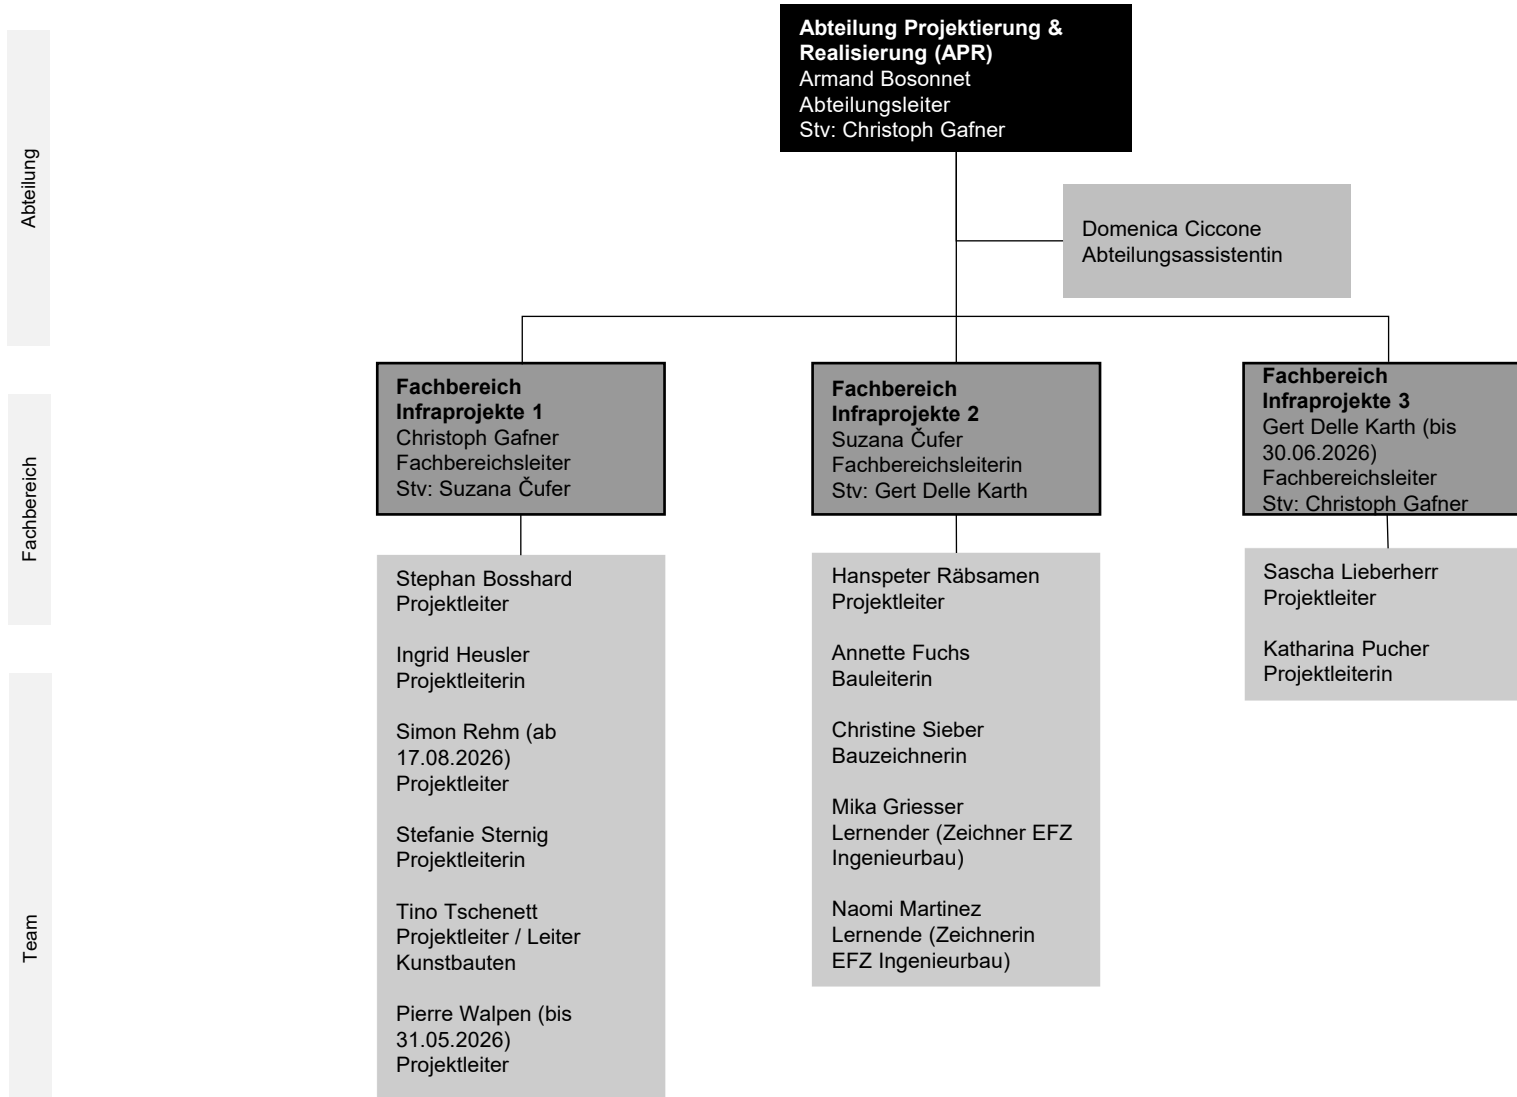 Abteilung Projektierung &
Realisierung (APR)
Armand Bosonnet
Abteilungsleiter
Stv: Christoph Gafner
Abteilung
Domenica Ciccone
Abteilungsassistentin
Fachbereich
Fachbereich
Infraprojekte 1
Christoph Gafner
Fachbereichsleiter
Stv: Suzana Čufer
Fachbereich
Infraprojekte 2
Suzana Čufer
Fachbereichsleiterin
Stv: Gert Delle Karth
Fachbereich
Infraprojekte 3
Gert Delle Karth (bis
30.06.2026)
Fachbereichsleiter
Stv: Christoph Gafner
Team
Stephan Bosshard
Projektleiter
Ingrid Heusler
Projektleiterin
Simon Rehm (ab
17.08.2026)
Projektleiter
Stefanie Sternig
Projektleiterin
Tino Tschenett
Projektleiter / Leiter
Kunstbauten
Pierre Walpen (bis
31.05.2026)
Projektleiter
Hanspeter Räbsamen
Projektleiter
Annette Fuchs
Bauleiterin
Christine Sieber
Bauzeichnerin
Mika Griesser
Lernender (Zeichner EFZ
Ingenieurbau)
Naomi Martinez
Lernende (Zeichnerin
EFZ Ingenieurbau)
Sascha Lieberherr
Projektleiter
Katharina Pucher
Projektleiterin